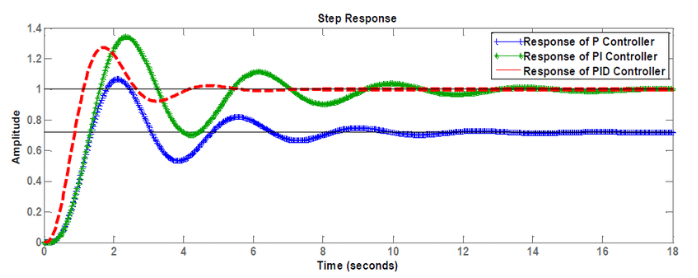 Step Response
Response of P Controller
Response of PI Controller
Response of PID Controller
Amplitude
1.4
1.2
1
0.8
0.6
0.4
0.2
0
0 2 4 6 8 10 12 14 16 18
Time (seconds)